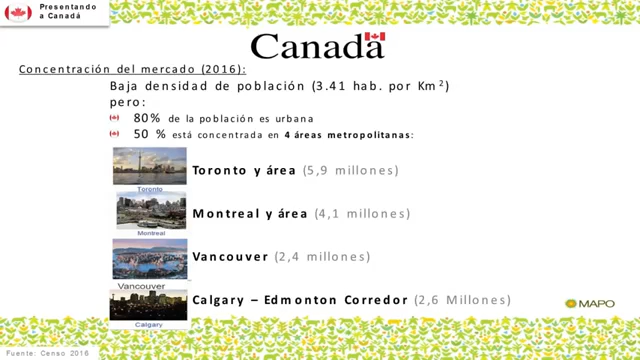 Presentando
a Canadá
Canada
Concentración del mercado (2016):
Baja densidad de población (3.41 hab. por Km²)
pero:
80% de la población es urbana
50 % está concentrada en 4 áreas metropolitanas:
Toronto y área (5,9 millones)
Toronto
Montreal y área (4,1 millones)
Montreal
Vancouver (2,4 millones)
Vancouver
Calgary – Edmonton Corredor (2,6 Millones)
Calgary
MAPO
Fuente: Censo 2016